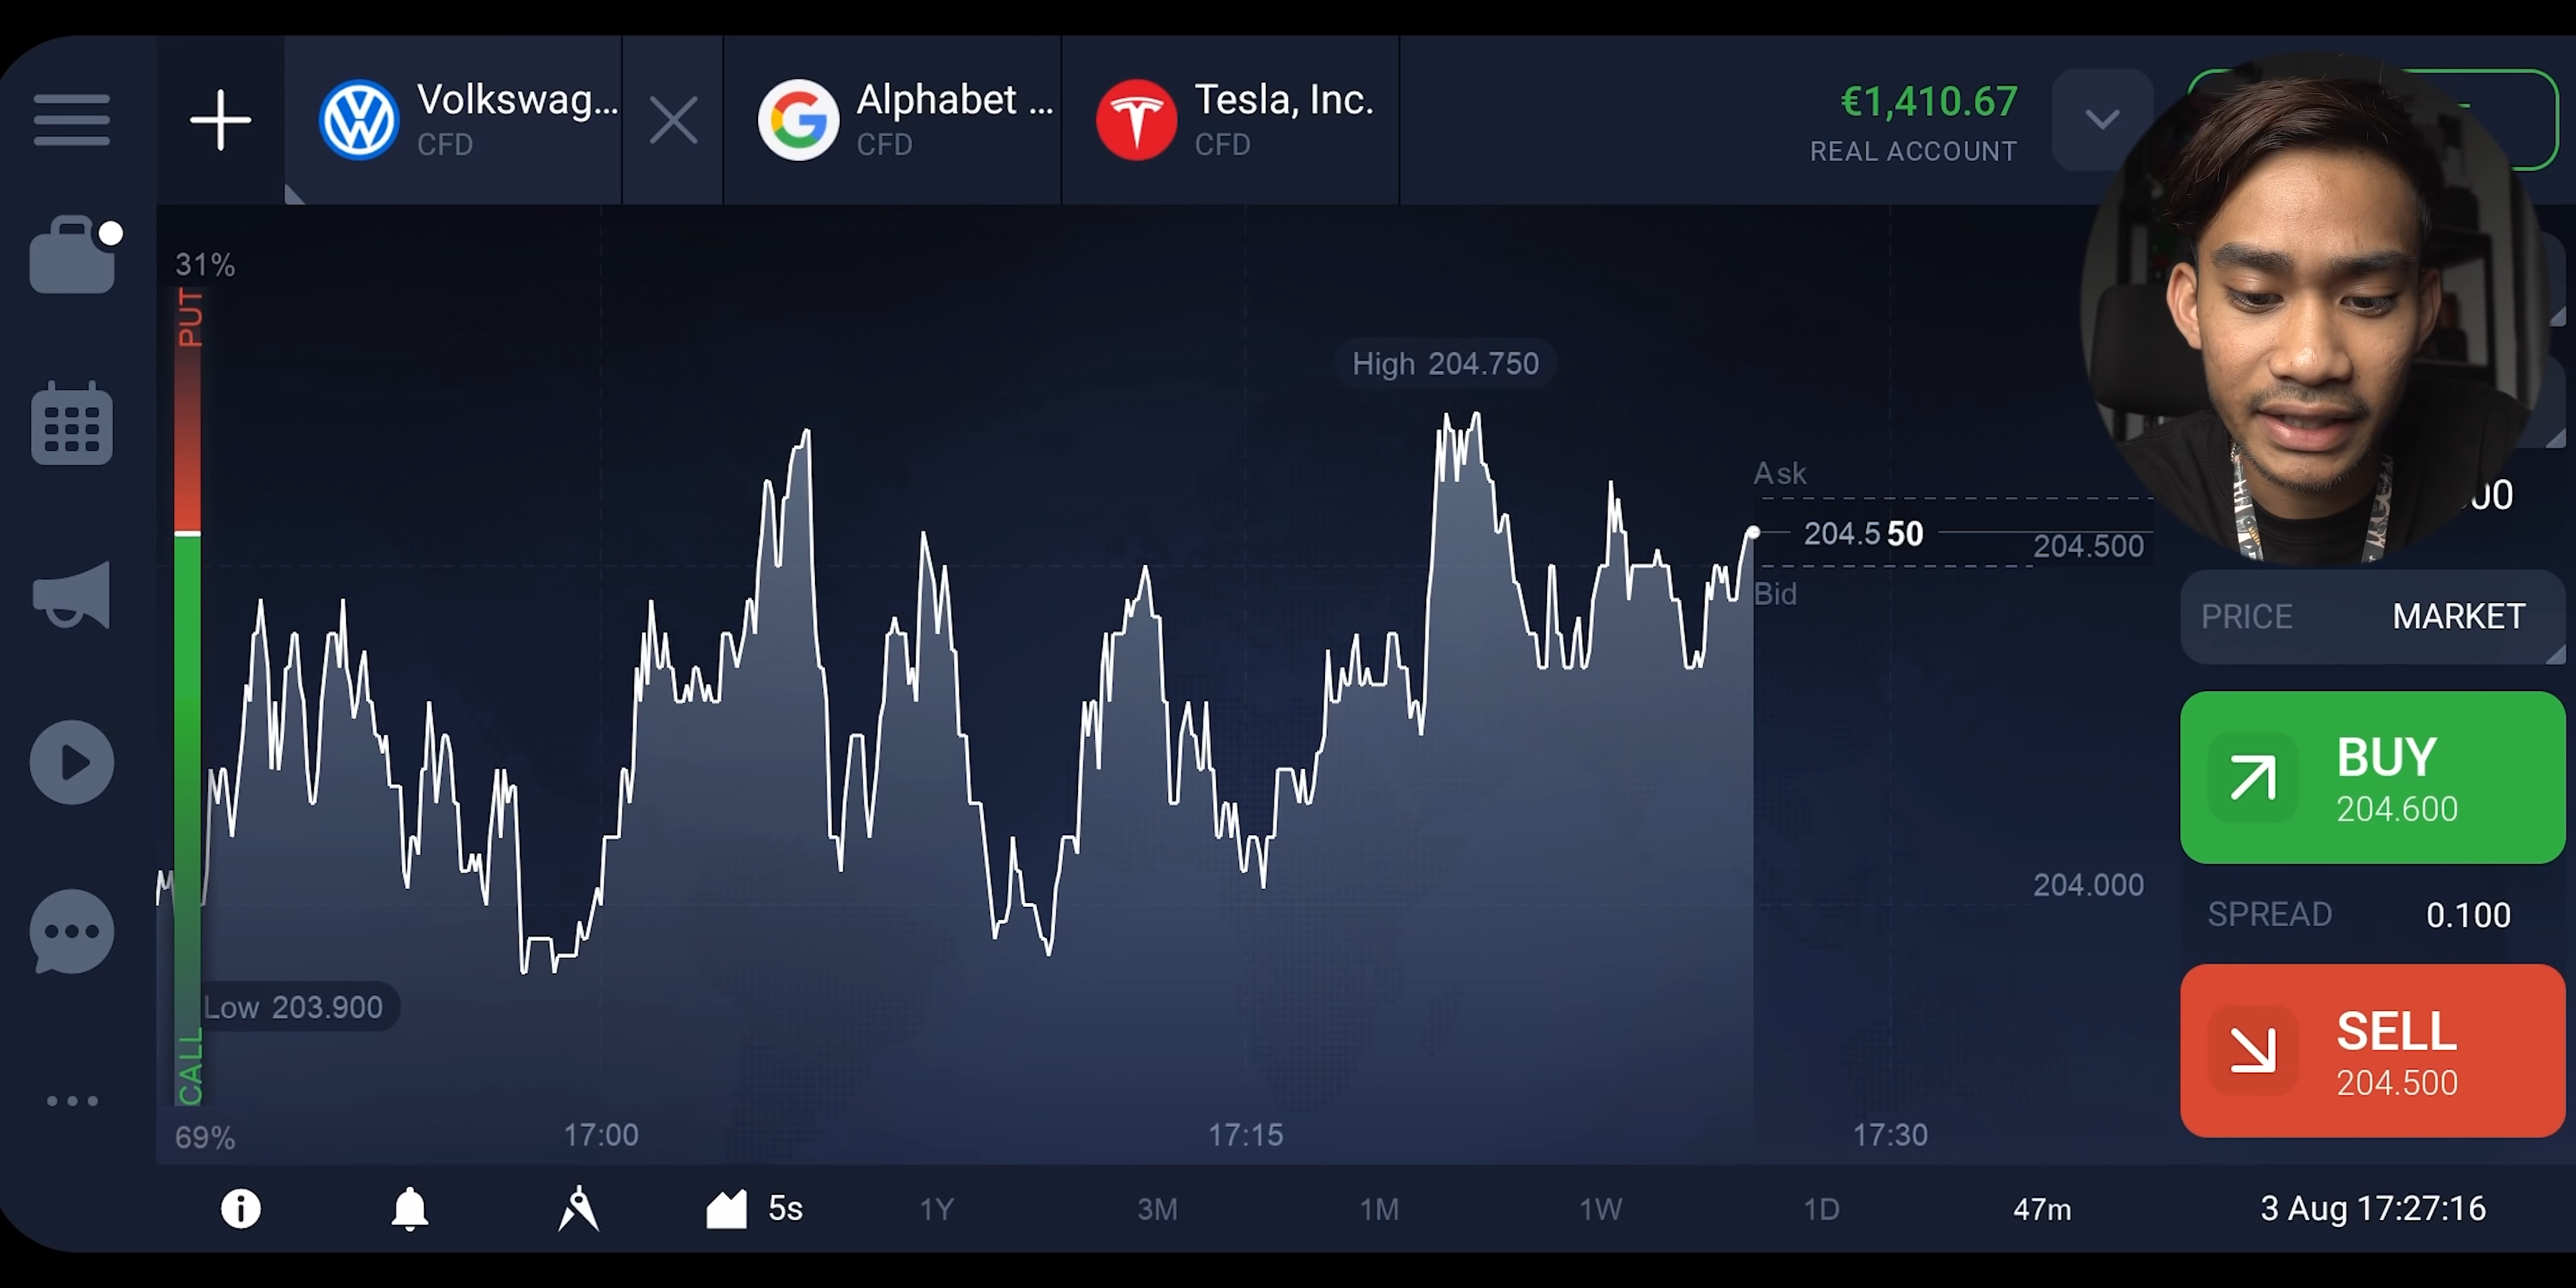 Volkswag...
CFD
Alphabet ...
CFD
Tesla, Inc.
CFD
€1,410.67
REAL ACCOUNT
31%
PUT
High 204.750
Ask
204.550
204.500
Bid
PRICE MARKET
BUY
204.600
204.000
SPREAD 0.100
SELL
204.500
Low 203.900
CALL
69%
17:00
17:15
17:30
5s
1Y
3M
1M
1W
1D
47m
3 Aug 17:27:16